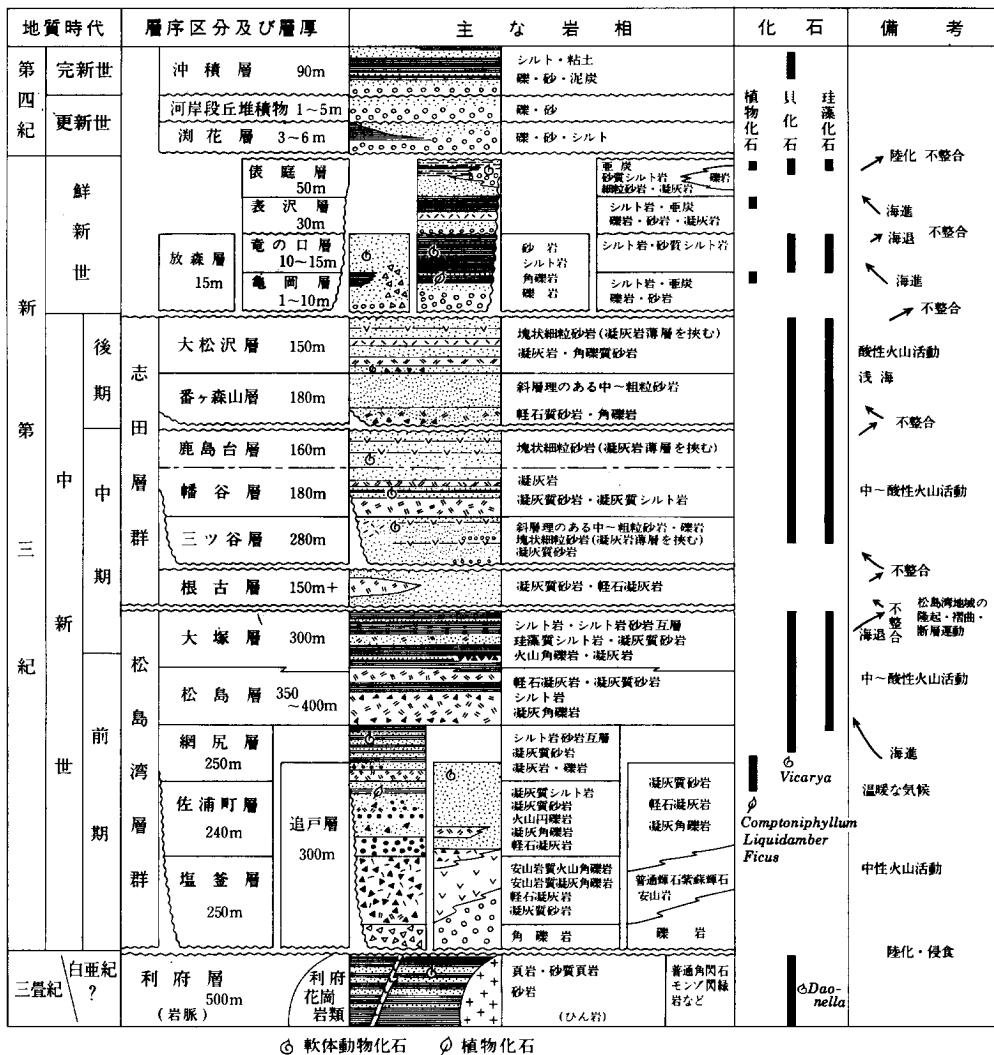 地質時代 層序区分及び層厚 主な岩相 化石 備考
植物化石 貝化石 珪藻化石
第四紀
完新世
沖積層 90m
シルト・粘土
礫・砂・泥炭
更新世
河岸段丘堆積物 1~5m
礫・砂
渕花層 3~6m
礫・砂・シルト
新第三紀
鮮新世
俵庭層
50m
亜炭
砂質シルト岩 礫岩
細粒砂岩・凝灰岩
陸化 不整合
表沢層
30m
シルト岩・亜炭
礫岩・砂岩・凝灰岩
海進
放森層
15m
竜の口層
10~15m
亀岡層
1~10m
砂岩
シルト岩
角礫岩
礫岩
シルト岩・砂質シルト岩
シルト岩・亜炭
礫岩・砂岩
海退 不整合
海進
不整合
中新世
後期
志田層群
大松沢層 150m
塊状細粒砂岩(凝灰岩薄層を挟む)
凝灰岩・角礫質砂岩
酸性火山活動
浅海
番ヶ森山層 180m
斜層理のある中~粗粒砂岩
軽石質砂岩・角礫岩
不整合
中期
鹿島台層 160m
塊状細粒砂岩(凝灰岩薄層を挟む)
幡谷層 180m
凝灰岩
凝灰質砂岩・凝灰質シルト岩
中~酸性火山活動
三ツ谷層 280m
斜層理のある中~粗粒砂岩・礫岩
塊状細粒砂岩(凝灰岩薄層を挟む)
凝灰質砂岩
不整合
根古層 150m+
凝灰質砂岩・軽石凝灰岩
松島湾層群
大塚層 300m
シルト岩・シルト岩砂岩互層
珪藻質シルト岩・凝灰質砂岩
火山角礫岩・凝灰岩
海退
不整合
松島湾地域の
隆起・褶曲・
断層運動
前期
松島層 350
~400m
軽石凝灰岩・凝灰質砂岩
シルト岩
凝灰角礫岩
中~酸性火山活動
網尻層
250m
シルト岩砂岩互層
凝灰質砂岩
凝灰岩・礫岩
海進
Vicarya
佐浦町層
240m
追戸層
300m
凝灰質シルト岩
凝灰質砂岩
火山円礫岩
凝灰角礫岩
軽石凝灰岩
凝灰質砂岩
軽石凝灰岩
凝灰角礫岩
温暖な気候
Comptoniphyllum
Liquidamber
Ficus
塩釜層
250m
安山岩質火山角礫岩
安山岩質凝灰角礫岩
軽石凝灰岩
凝灰質砂岩
普通輝石紫蘇輝石
安山岩
中性火山活動
角礫岩
礫岩
陸化・侵食
三畳紀
白亜紀
?
利府層
500m
(岩脈)
利府
花崗
岩類
頁岩・砂質頁岩
砂岩
(ひん岩)
普通角閃石
モンゾ閃緑
岩など
Dao-
nella
軟体動物化石 植物化石